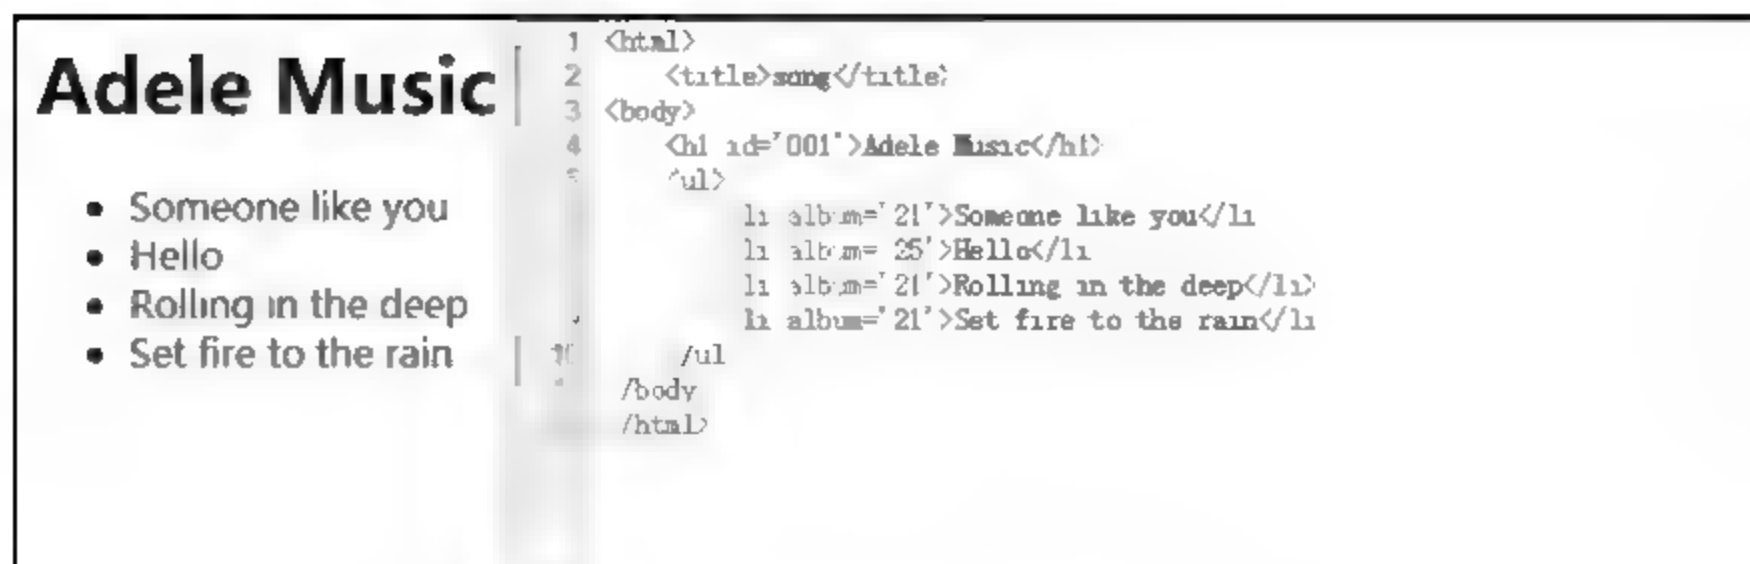 Adele Music
• Someone like you
• Hello
• Rolling in the deep
• Set fire to the rain
1 <html>
2 <title>song</title>
3 <body>
4 <h1 id='001'>Adele Music</h1>
ul>
li album='21'>Someone like you</li
li album='25'>Hello</li
li album='21'>Rolling in the deep</li>
li album='21'>Set fire to the rain</li
/ul
/body
/html>